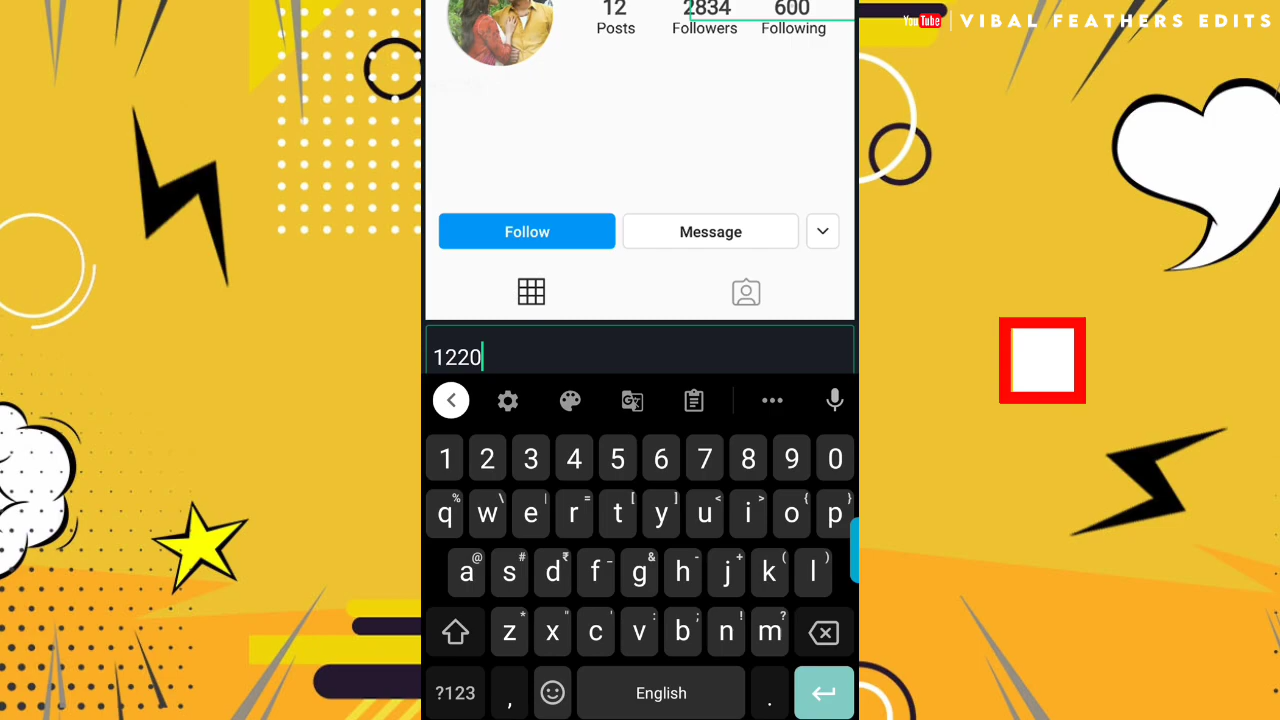 YouTube | VIBAL FEATHERS EDITS
12 2834 600
Posts Followers Following
Follow Message
1220
1 2 3 4 5 6 7 8 9 0
% \ | = [ ] < > { }
q w e r t y u i o p
@ # ₹ _ & - + ( )
a s d f g h j k l
* " ' : ; ! ?
z x c v b n m
?123 , English .